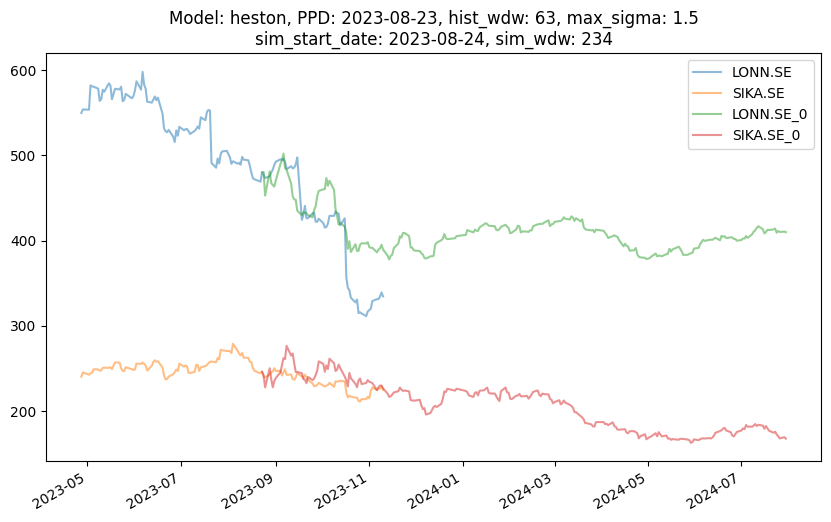 Model: heston, PPD: 2023-08-23, hist_wdw: 63, max_sigma: 1.5
sim_start_date: 2023-08-24, sim_wdw: 234
LONN.SE
SIKA.SE
LONN.SE_0
SIKA.SE_0
600
500
400
300
200
2023-05
2023-07
2023-09
2023-11
2024-01
2024-03
2024-05
2024-07